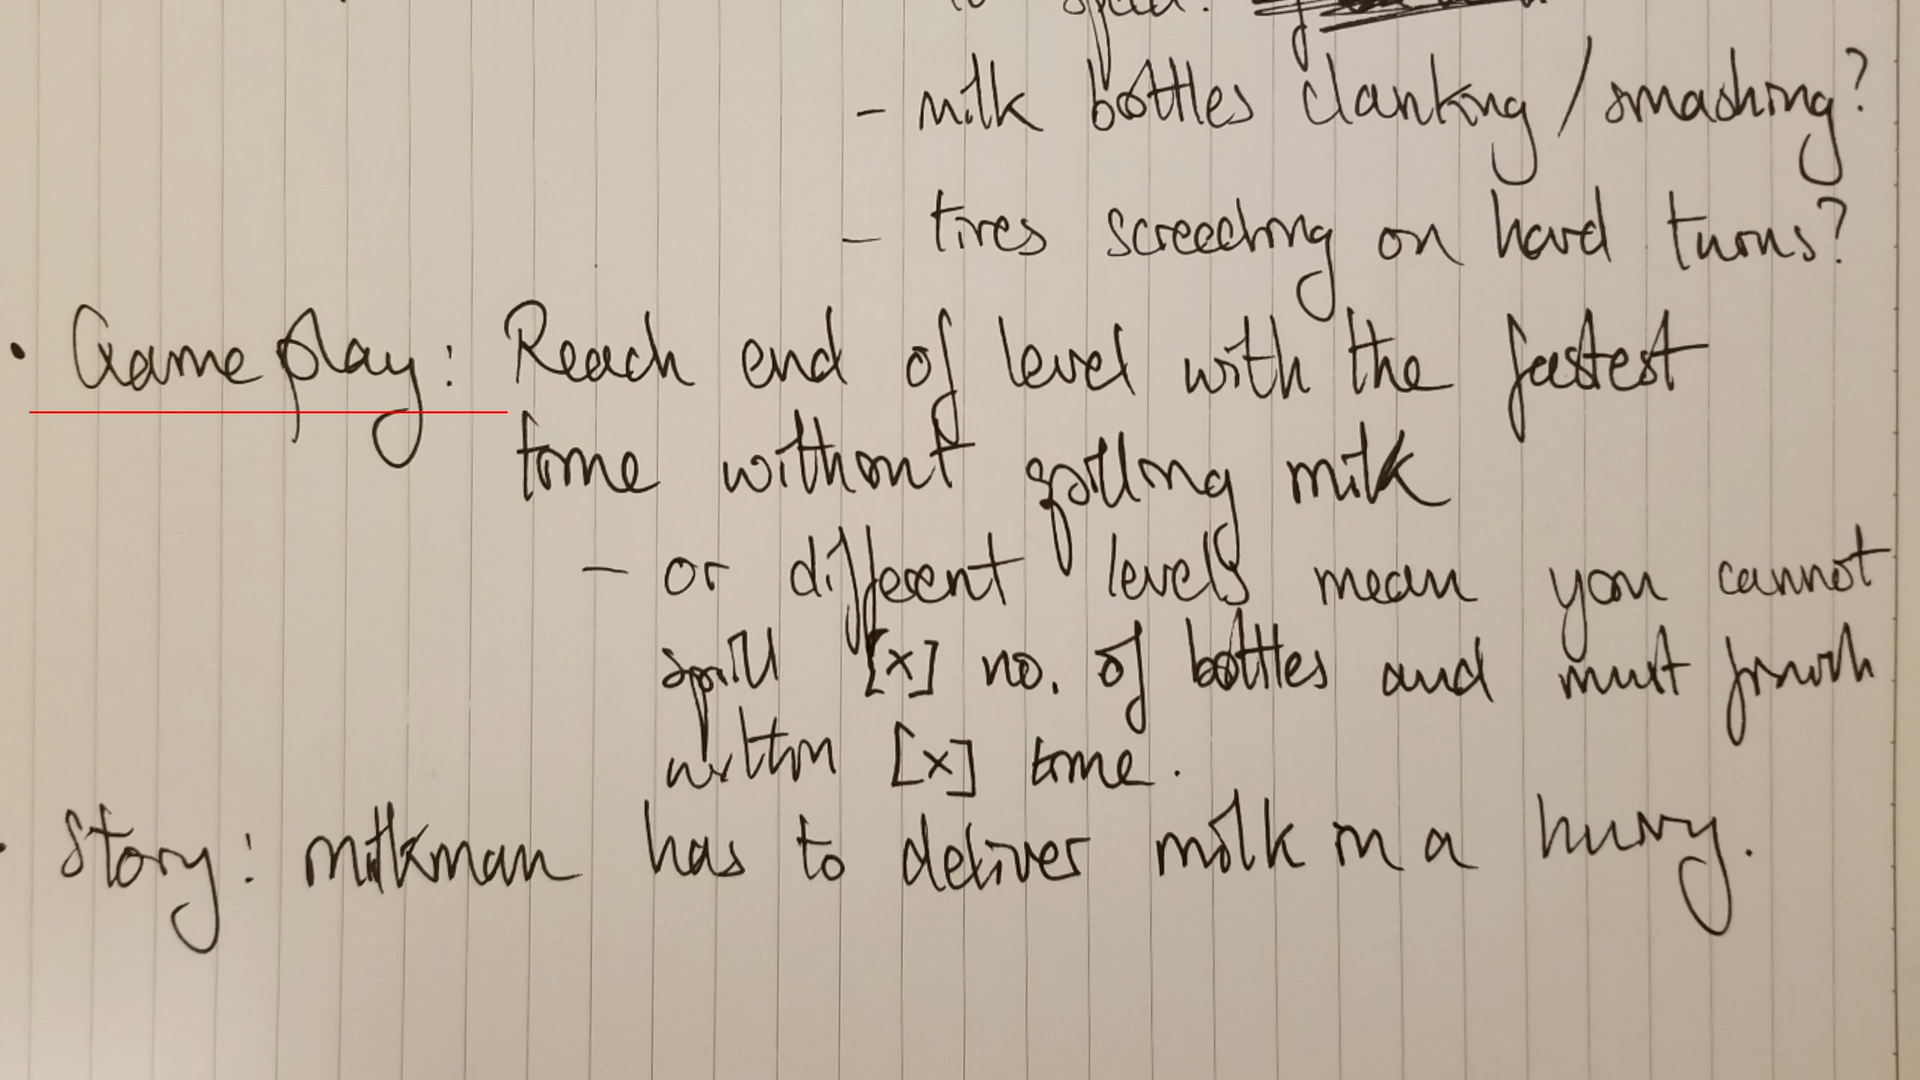 to speed.
- milk bottles clanking / smashing?
- tires screeching on hard turns?
• Gameplay: Reach end of level with the fastest
time without spilling milk
- or different levels mean you cannot
spill [x] no. of bottles and must finish
within [x] time.
• Story: milkman has to deliver milk in a hurry.